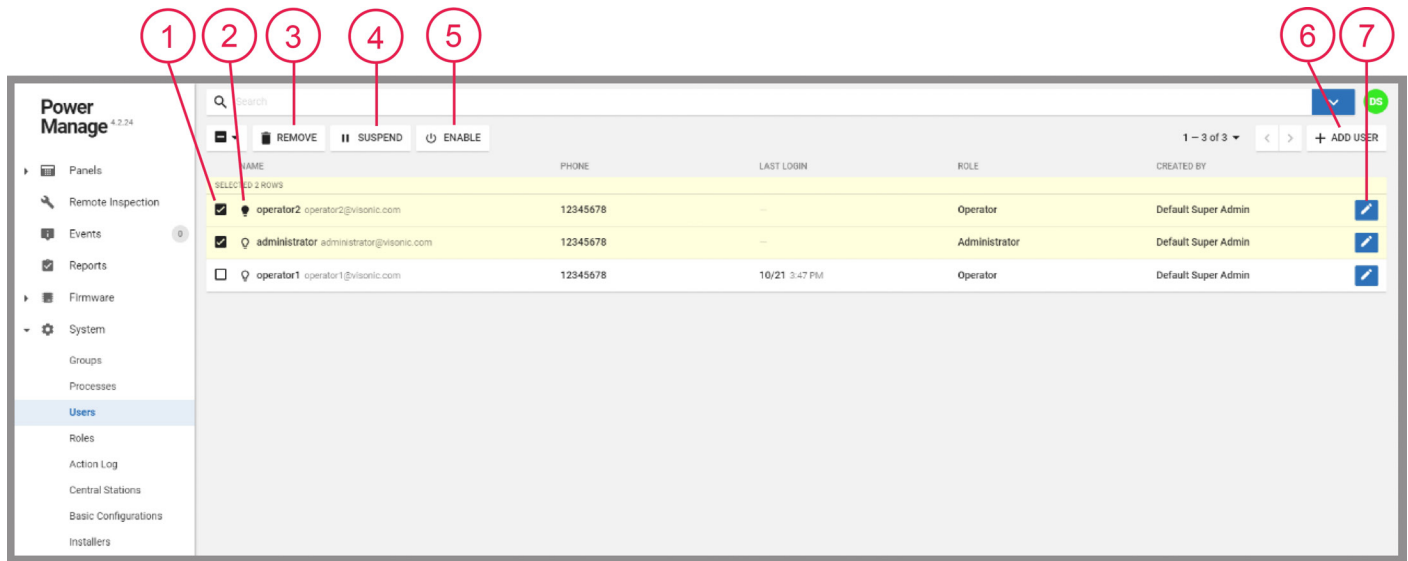 1 2 3 4 5 6 7
Power
Manage 4.2.24
Search
DS
REMOVE SUSPEND ENABLE 1 – 3 of 3 ADD USER
NAME PHONE LAST LOGIN ROLE CREATED BY
SELECTED 2 ROWS
operator2 operator2@visonic.com 12345678 – Operator Default Super Admin
administrator administrator@visonic.com 12345678 – Administrator Default Super Admin
operator1 operator1@visonic.com 12345678 10/21 3:47 PM Operator Default Super Admin
Panels
Remote Inspection
Events 0
Reports
Firmware
System
Groups
Processes
Users
Roles
Action Log
Central Stations
Basic Configurations
Installers